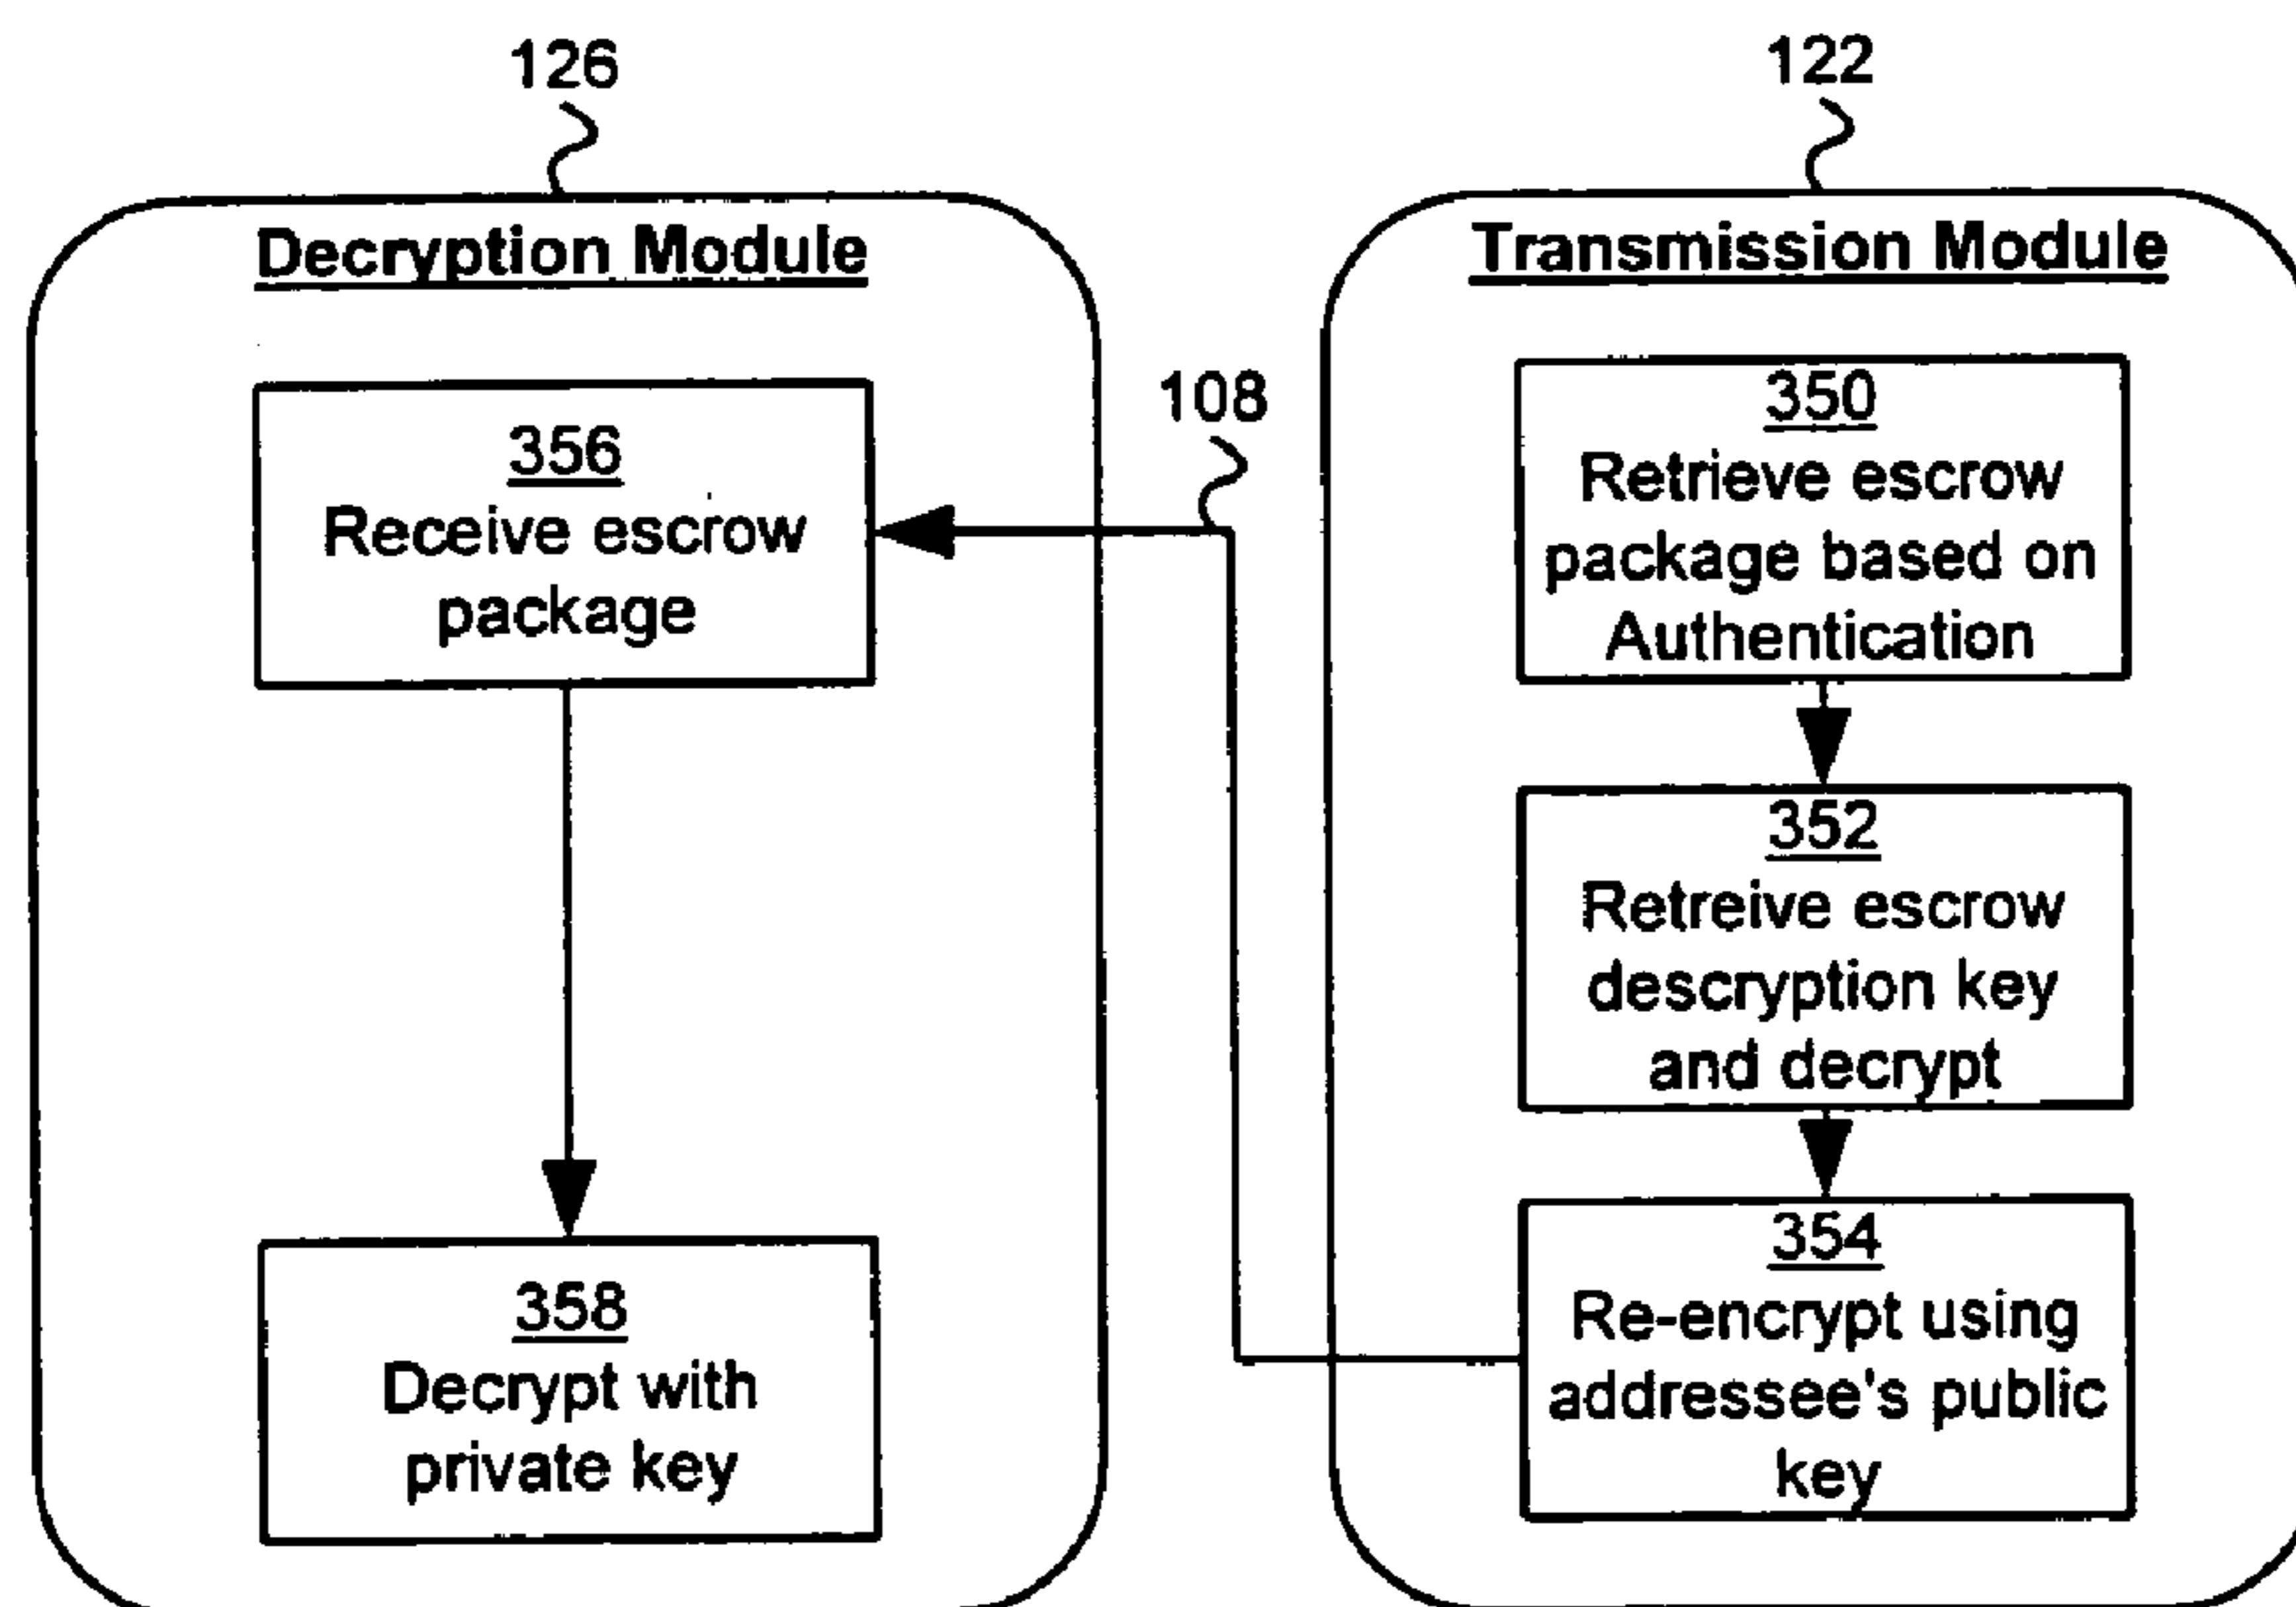 126
Decryption Module
356
Receive escrow
package
358
Decrypt with
private key
108
122
Transmission Module
350
Retrieve escrow
package based on
Authentication
352
Retreive escrow
descryption key
and decrypt
354
Re-encrypt using
addressee's public
key